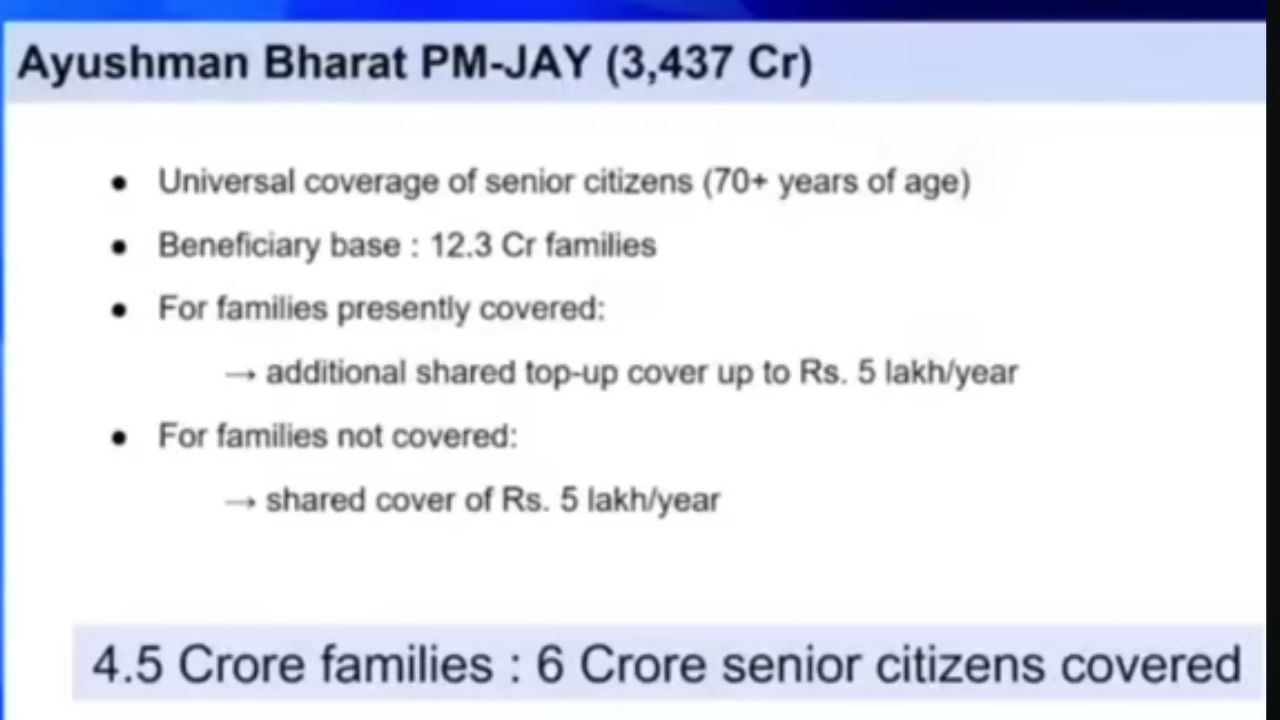 Ayushman Bharat PM-JAY (3,437 Cr)
● Universal coverage of senior citizens (70+ years of age)
● Beneficiary base : 12.3 Cr families
● For families presently covered:
→ additional shared top-up cover up to Rs. 5 lakh/year
● For families not covered:
→ shared cover of Rs. 5 lakh/year
4.5 Crore families : 6 Crore senior citizens covered